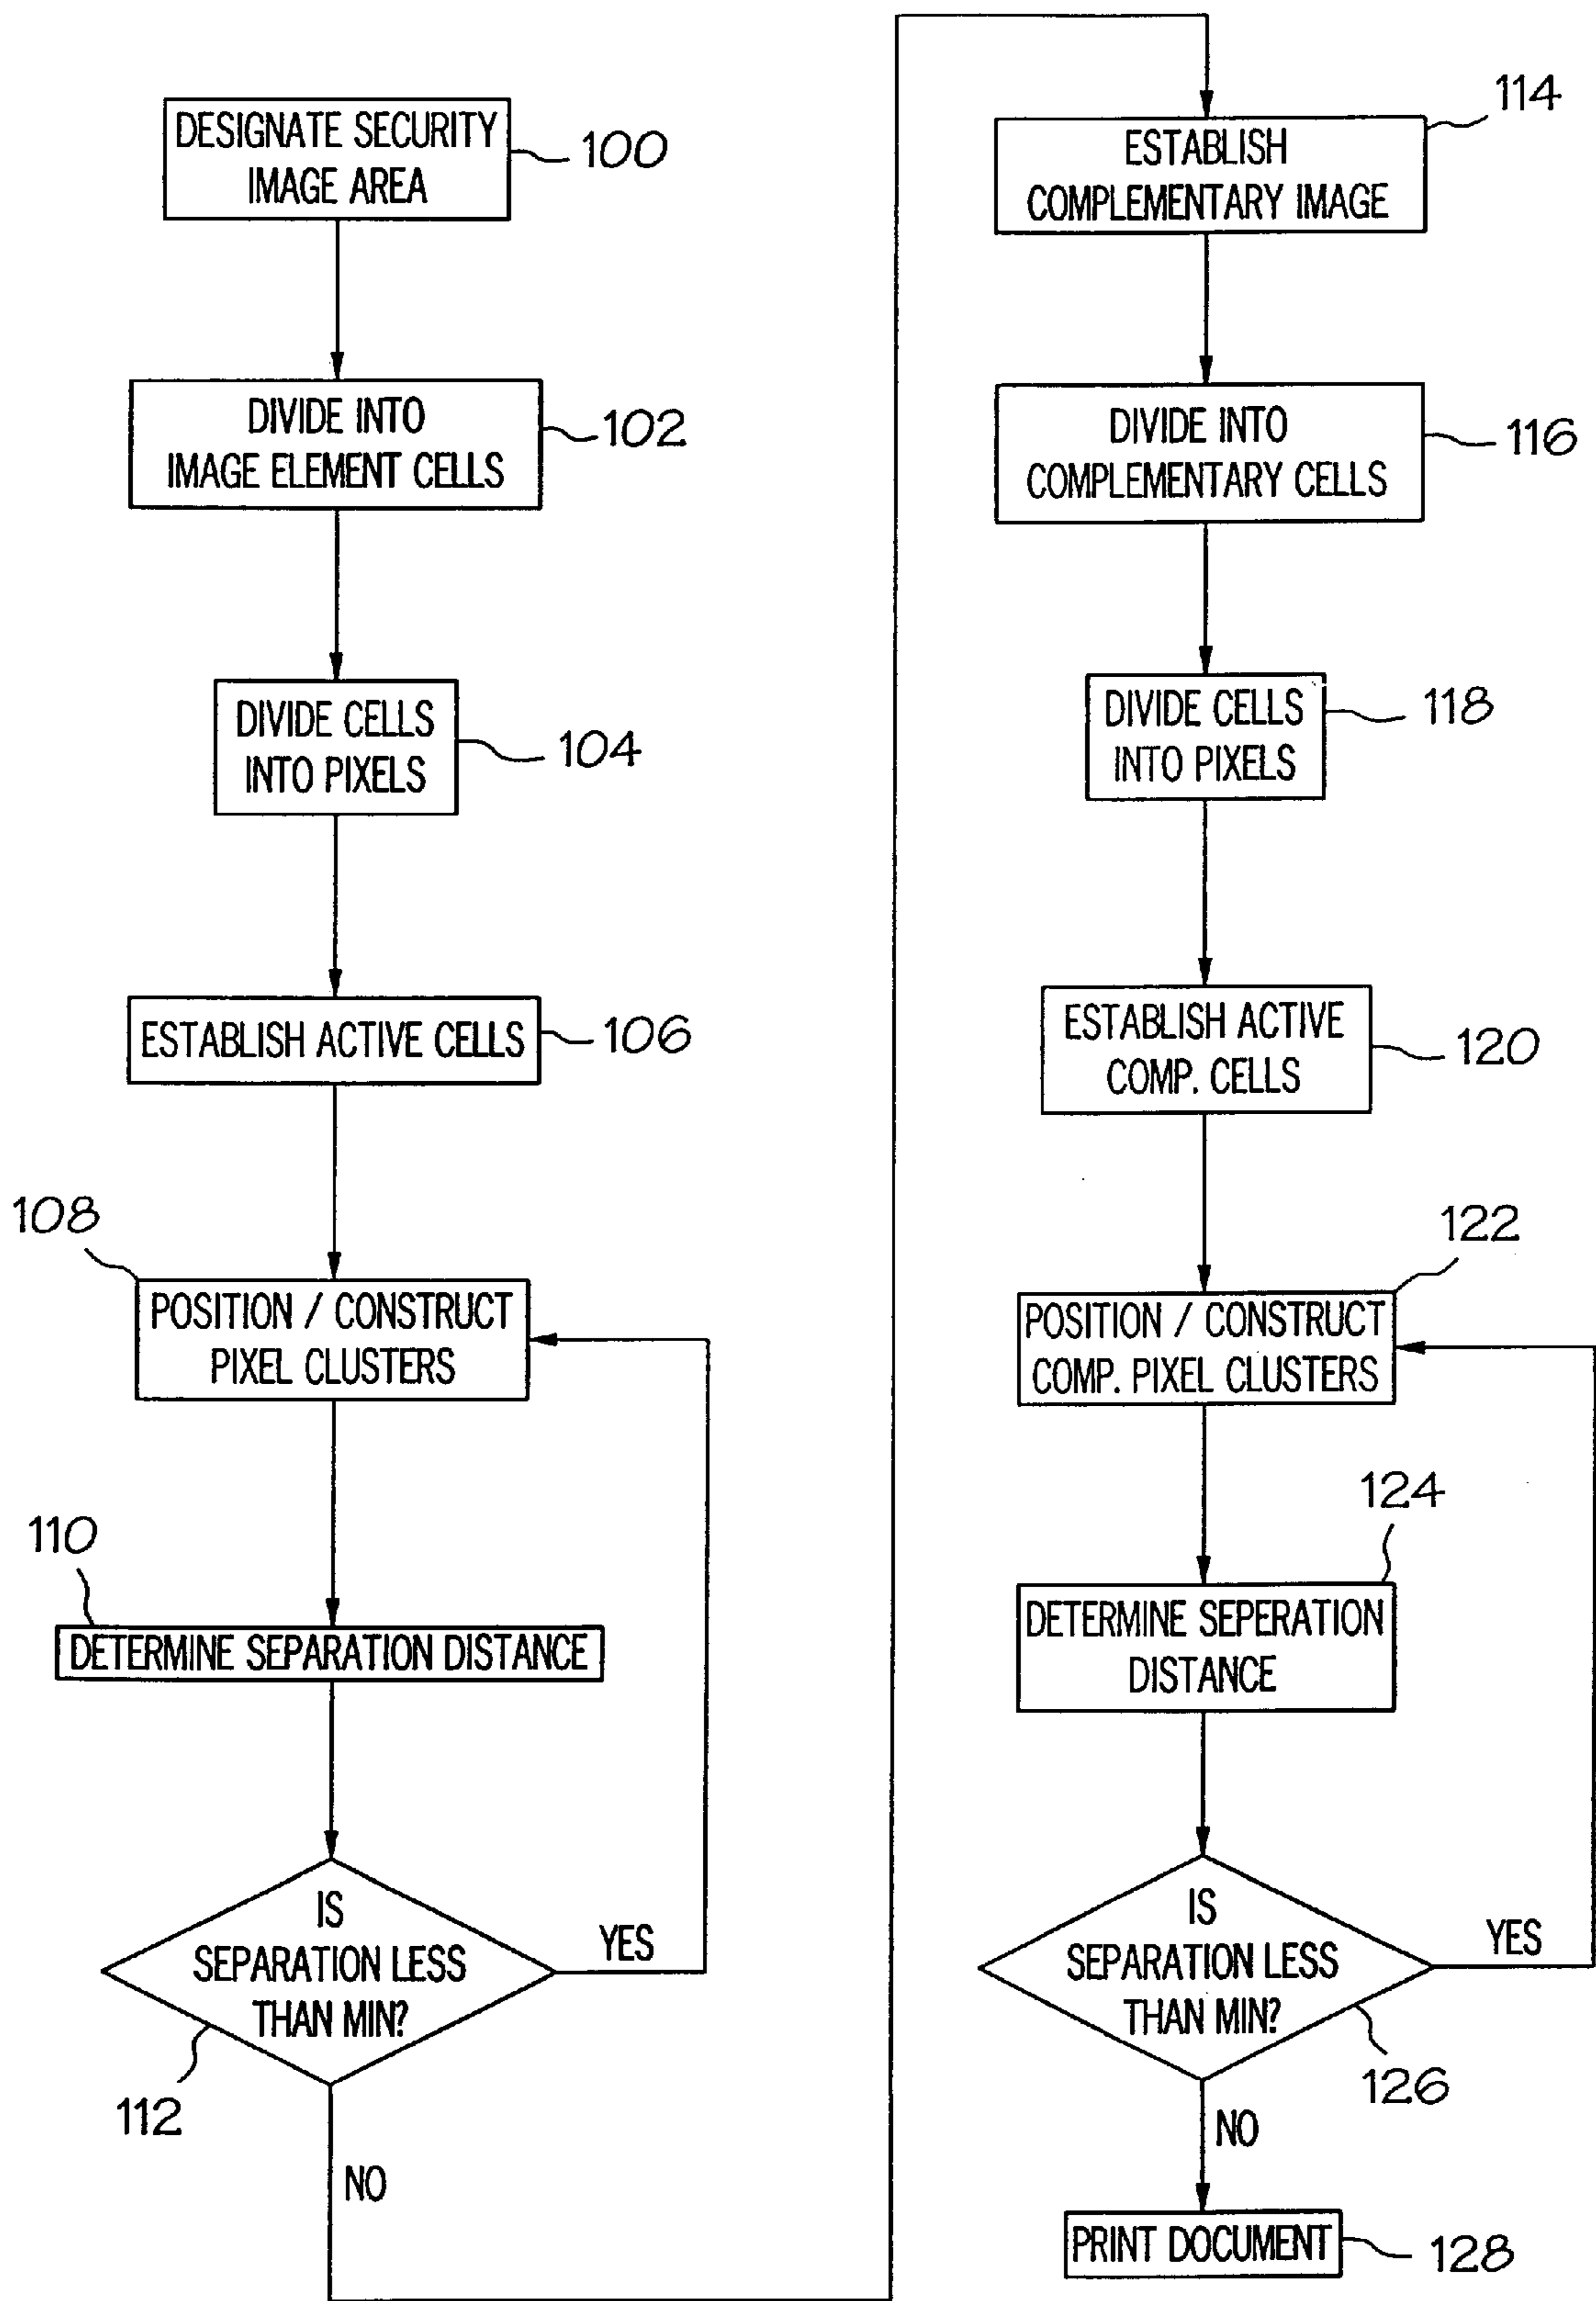 DESIGNATE SECURITY
IMAGE AREA
100
DIVIDE INTO
IMAGE ELEMENT CELLS
102
DIVIDE CELLS
INTO PIXELS
104
ESTABLISH ACTIVE CELLS
106
108
POSITION / CONSTRUCT
PIXEL CLUSTERS
110
DETERMINE SEPARATION DISTANCE
IS
SEPARATION LESS
THAN MIN?
YES
112
NO
114
ESTABLISH
COMPLEMENTARY IMAGE
DIVIDE INTO
COMPLEMENTARY CELLS
116
DIVIDE CELLS
INTO PIXELS
118
ESTABLISH ACTIVE
COMP. CELLS
120
122
POSITION / CONSTRUCT
COMP. PIXEL CLUSTERS
124
DETERMINE SEPERATION
DISTANCE
IS
SEPARATION LESS
THAN MIN?
YES
126
NO
PRINT DOCUMENT
128